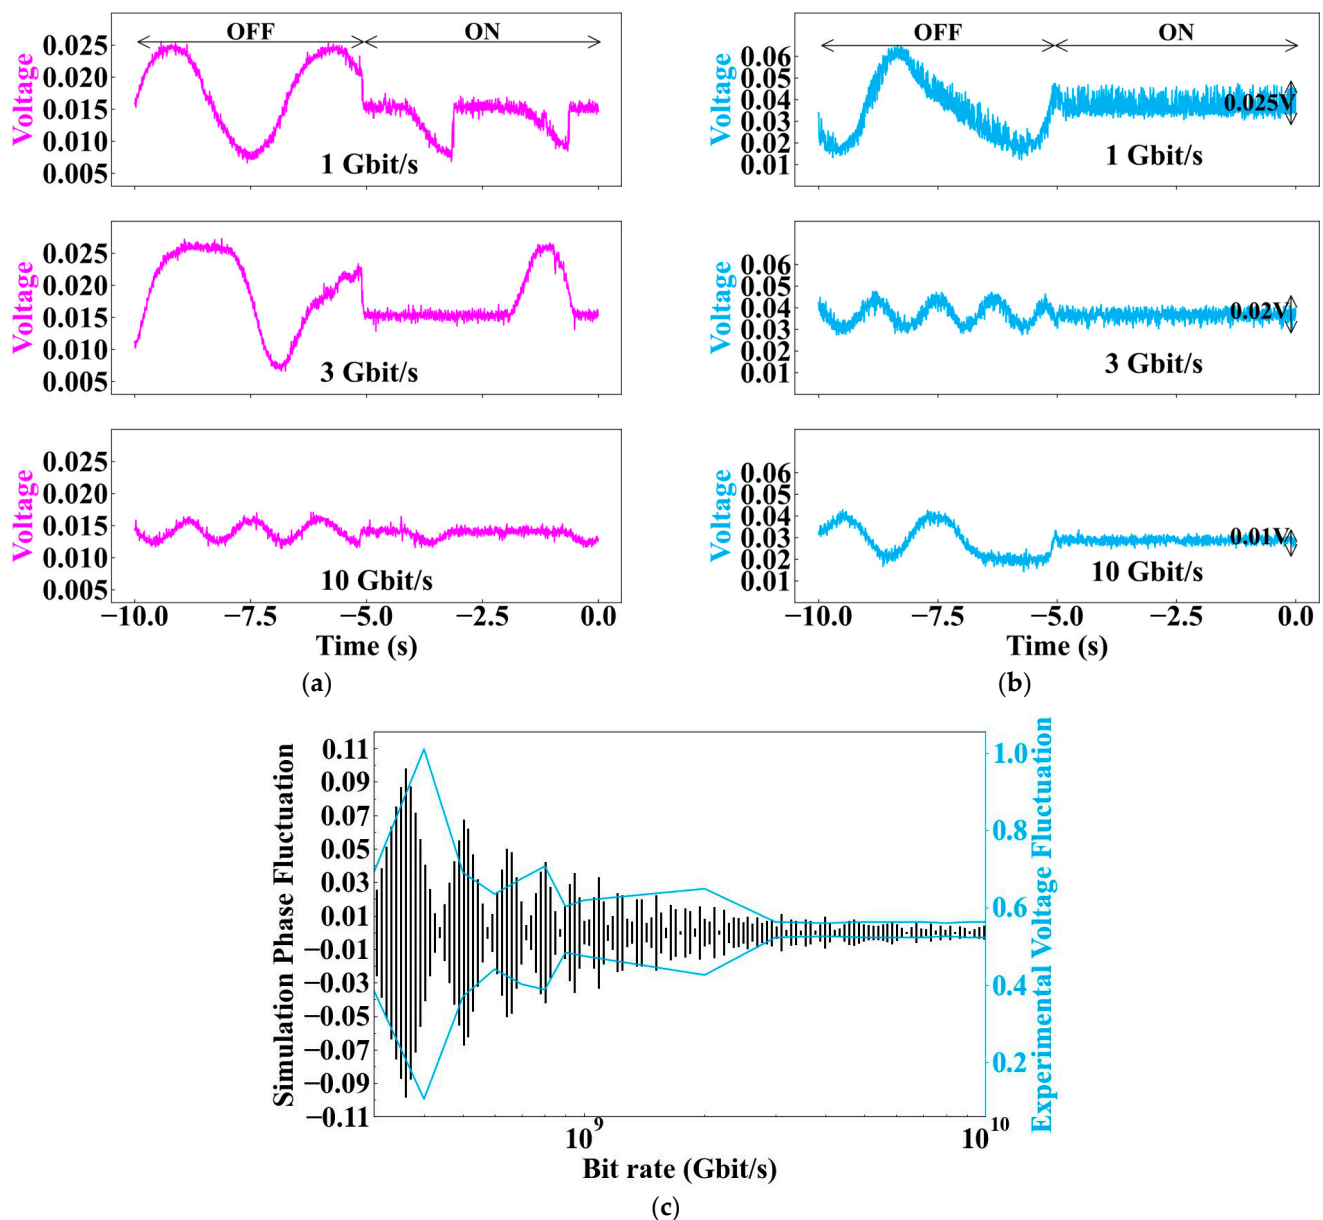 OFF ON
Voltage
0.025
0.020
0.015
0.010
0.005
1 Gbit/s
Voltage
0.025
0.020
0.015
0.010
0.005
3 Gbit/s
Voltage
0.025
0.020
0.015
0.010
0.005
10 Gbit/s
−10.0 −7.5 −5.0 −2.5 0.0
Time (s)
(a)
OFF ON
Voltage
0.06
0.05
0.04
0.03
0.02
0.01
0.025V
1 Gbit/s
Voltage
0.06
0.05
0.04
0.03
0.02
0.01
0.02V
3 Gbit/s
Voltage
0.06
0.05
0.04
0.03
0.02
0.01V
10 Gbit/s
−10.0 −7.5 −5.0 −2.5 0.0
Time (s)
(b)
Simulation Phase Fluctuation
0.11
0.09
0.07
0.05
0.03
0.01
−0.01
−0.03
−0.05
−0.07
−0.09
−0.11
1.0
0.8
0.6
0.4
0.2
Experimental Voltage Fluctuation
10⁹ 10¹⁰
Bit rate (Gbit/s)
(c)